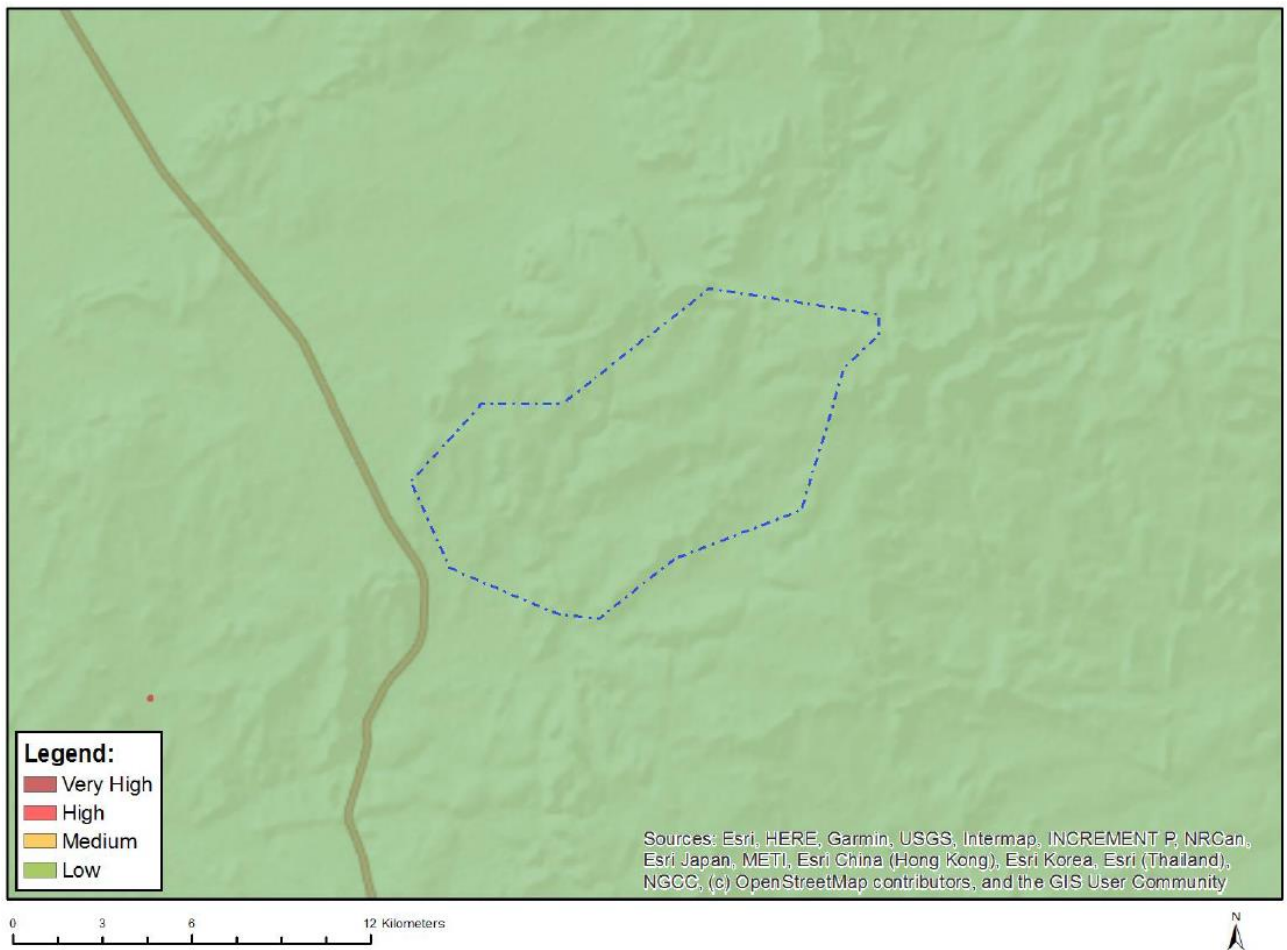 Legend:
Very High
High
Medium
Low
Sources: Esri, HERE, Garmin, USGS, Intermap, INCREMENT P, NRCan,
Esri Japan, METI, Esri China (Hong Kong), Esri Korea, Esri (Thailand),
NGCC, (c) OpenStreetMap contributors, and the GIS User Community
0 3 6 12 Kilometers
N